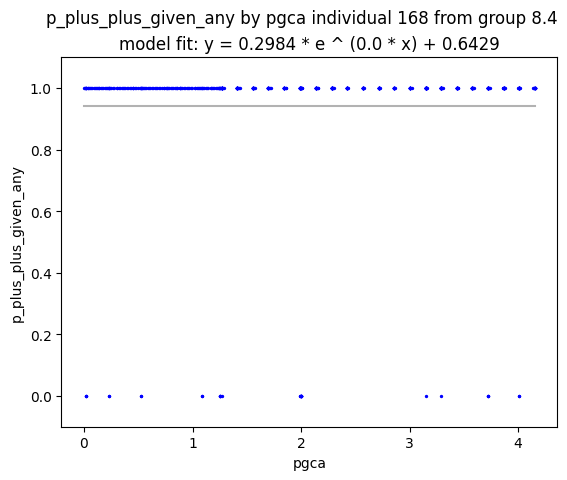 p_plus_plus_given_any by pgca individual 168 from group 8.4
model fit: y = 0.2984 * e ^ (0.0 * x) + 0.6429
1.0
0.8
0.6
0.4
0.2
0.0
p_plus_plus_given_any
0 1 2 3 4
pgca